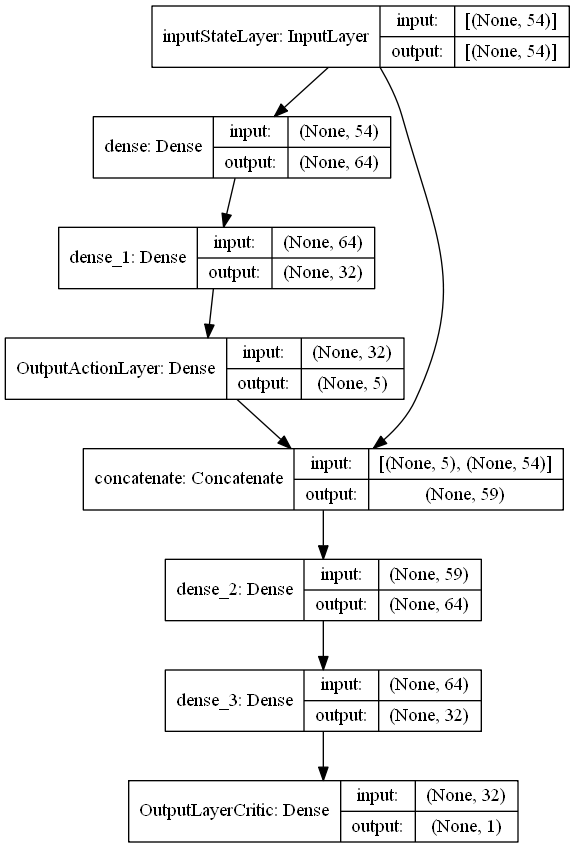 inputStateLayer: InputLayer
input: [(None, 54)]
output: [(None, 54)]
dense: Dense
input: (None, 54)
output: (None, 64)
dense_1: Dense
input: (None, 64)
output: (None, 32)
OutputActionLayer: Dense
input: (None, 32)
output: (None, 5)
concatenate: Concatenate
input: [(None, 5), (None, 54)]
output: (None, 59)
dense_2: Dense
input: (None, 59)
output: (None, 64)
dense_3: Dense
input: (None, 64)
output: (None, 32)
OutputLayerCritic: Dense
input: (None, 32)
output: (None, 1)